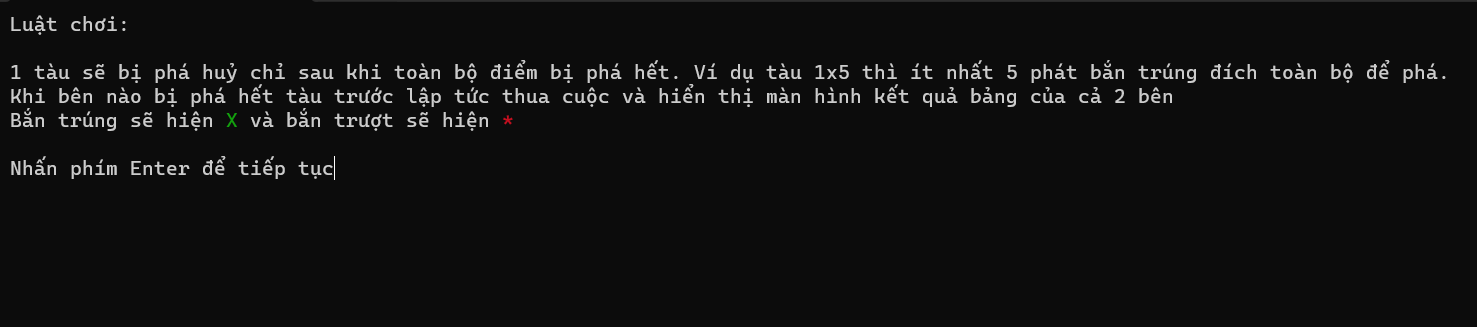 Luật chơi:
1 tàu sẽ bị phá huỷ chỉ sau khi toàn bộ điểm bị phá hết. Ví dụ tàu 1x5 thì ít nhất 5 phát bắn trúng đích toàn bộ để phá.
Khi bên nào bị phá hết tàu trước lập tức thua cuộc và hiển thị màn hình kết quả bảng của cả 2 bên
Bắn trúng sẽ hiện X và bắn trượt sẽ hiện *
Nhấn phím Enter để tiếp tục